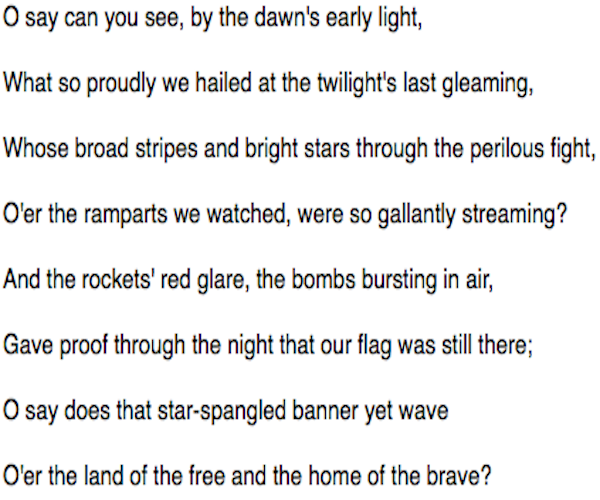 O say can you see, by the dawn's early light,
What so proudly we hailed at the twilight's last gleaming,
Whose broad stripes and bright stars through the perilous fight,
O'er the ramparts we watched, were so gallantly streaming?
And the rockets' red glare, the bombs bursting in air,
Gave proof through the night that our flag was still there;
O say does that star-spangled banner yet wave
O'er the land of the free and the home of the brave?